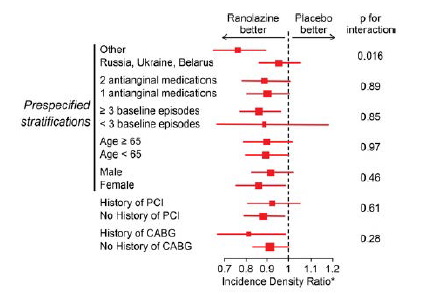 Ranolazine Placebo p for
better better interaction
Other
Russia, Ukraine, Belarus
0.016
2 antianginal medications
1 antianginal medications
0.89
Prespecified
stratifications
≥ 3 baseline episodes
< 3 baseline episodes
0.85
Age ≥ 65
Age < 65
0.97
Male
Female
0.46
History of PCI
No History of PCI
0.61
History of CABG
No History of CABG
0.28
0.7 0.8 0.9 1 1.1 1.2
Incidence Density Ratio*